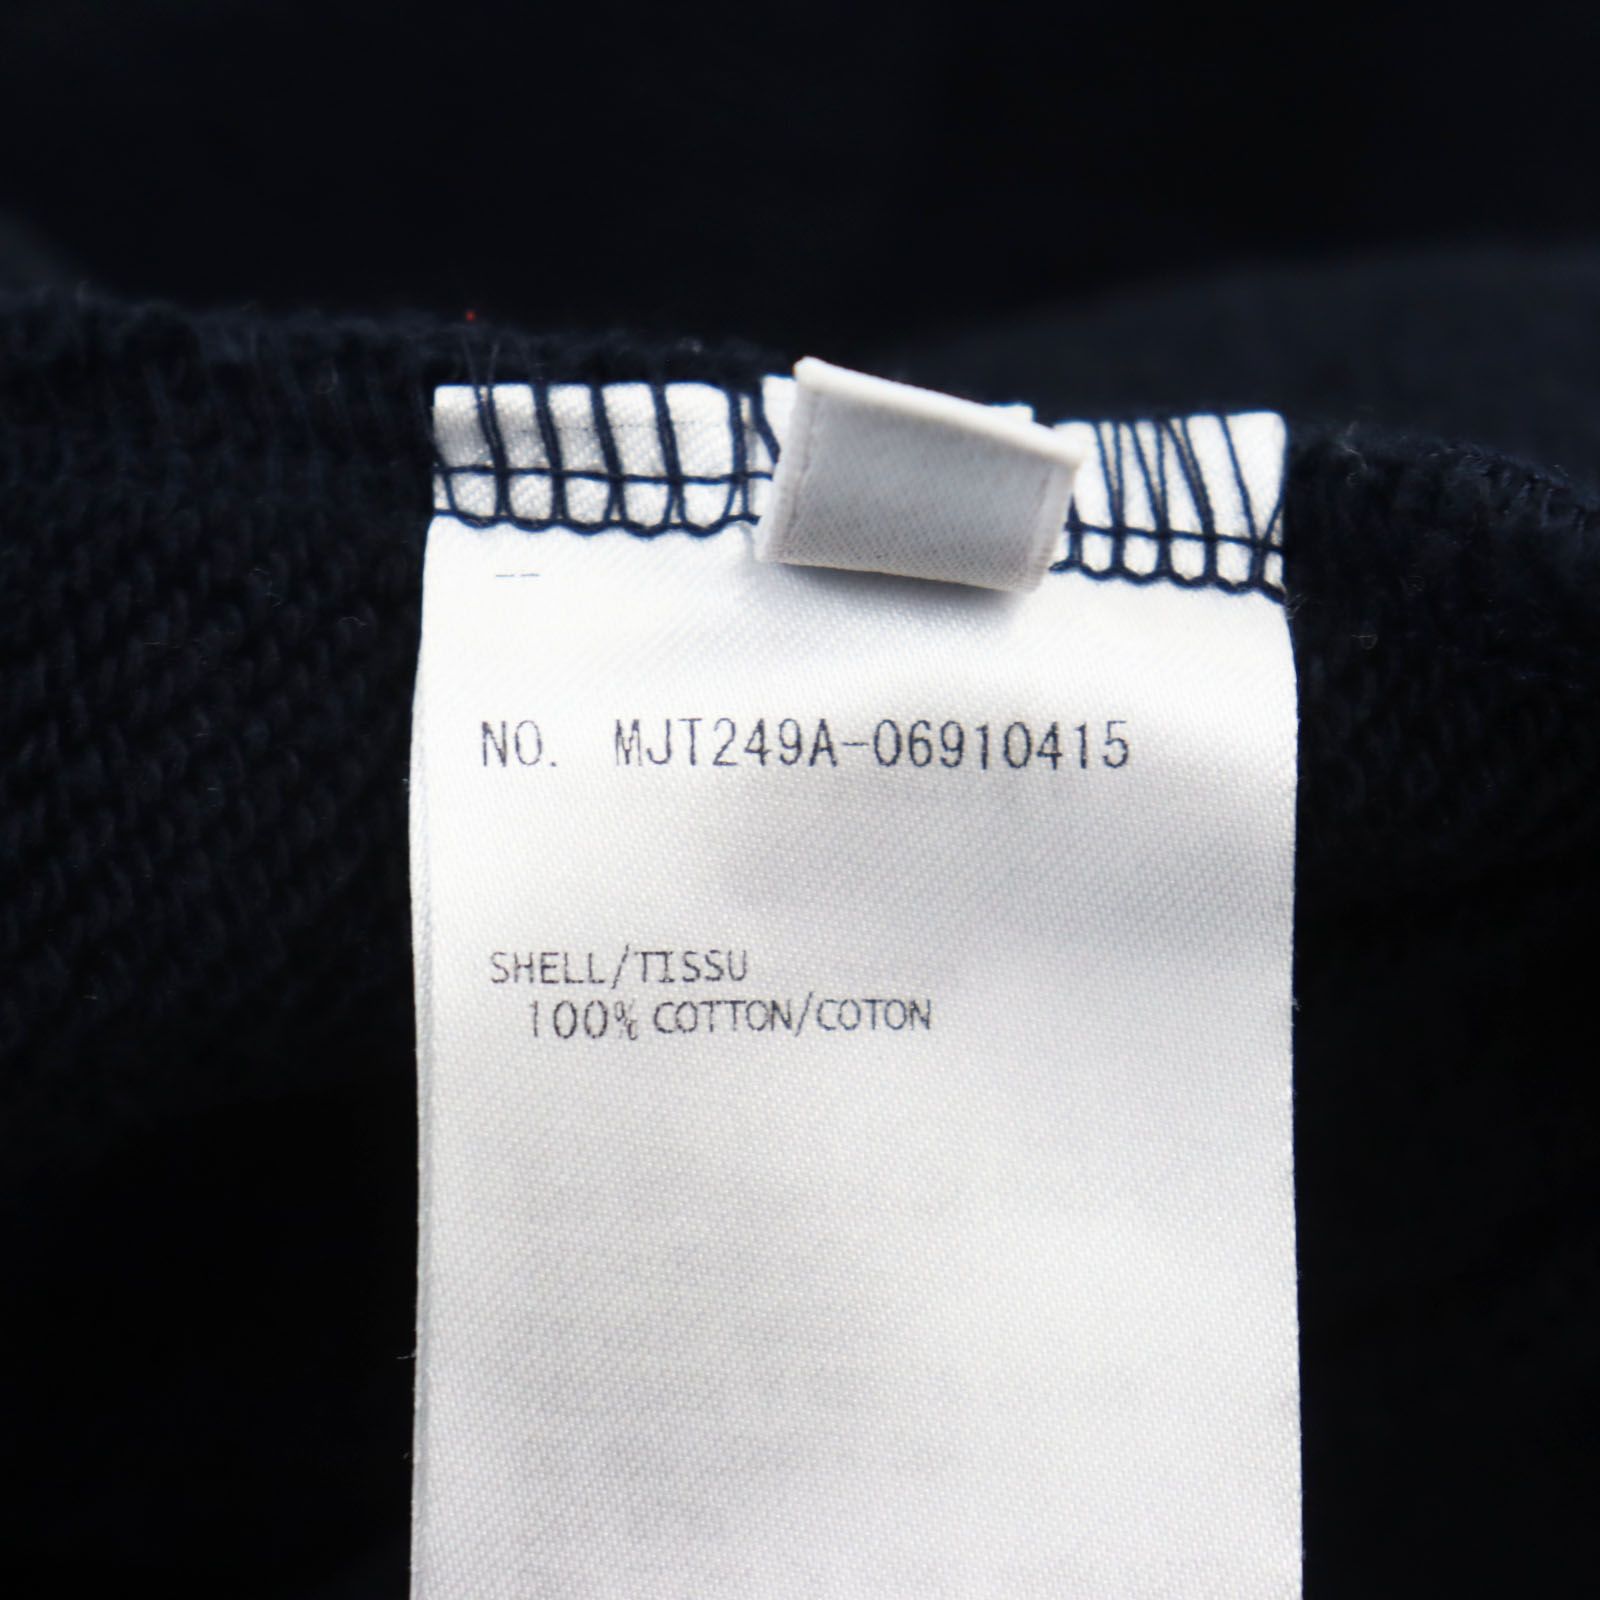 --
NO. MJT249A-06910415
SHELL/TISSU
100% COTTON/COTON